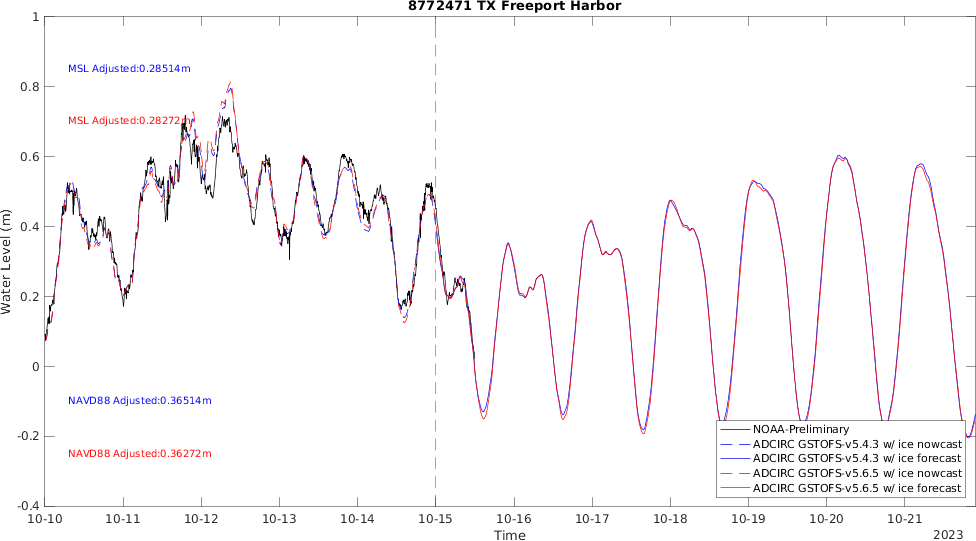 8772471 TX Freeport Harbor
1
0.8
0.6
0.4
0.2
0
-0.2
-0.4
Water Level (m)
MSL Adjusted:0.28514m
MSL Adjusted:0.28272m
NAVD88 Adjusted:0.36514m
NAVD88 Adjusted:0.36272m
NOAA-Preliminary
ADCIRC GSTOFS-v5.4.3 w/ ice nowcast
ADCIRC GSTOFS-v5.4.3 w/ ice forecast
ADCIRC GSTOFS-v5.6.5 w/ ice nowcast
ADCIRC GSTOFS-v5.6.5 w/ ice forecast
10-10 10-11 10-12 10-13 10-14 10-15 10-16 10-17 10-18 10-19 10-20 10-21
Time
2023